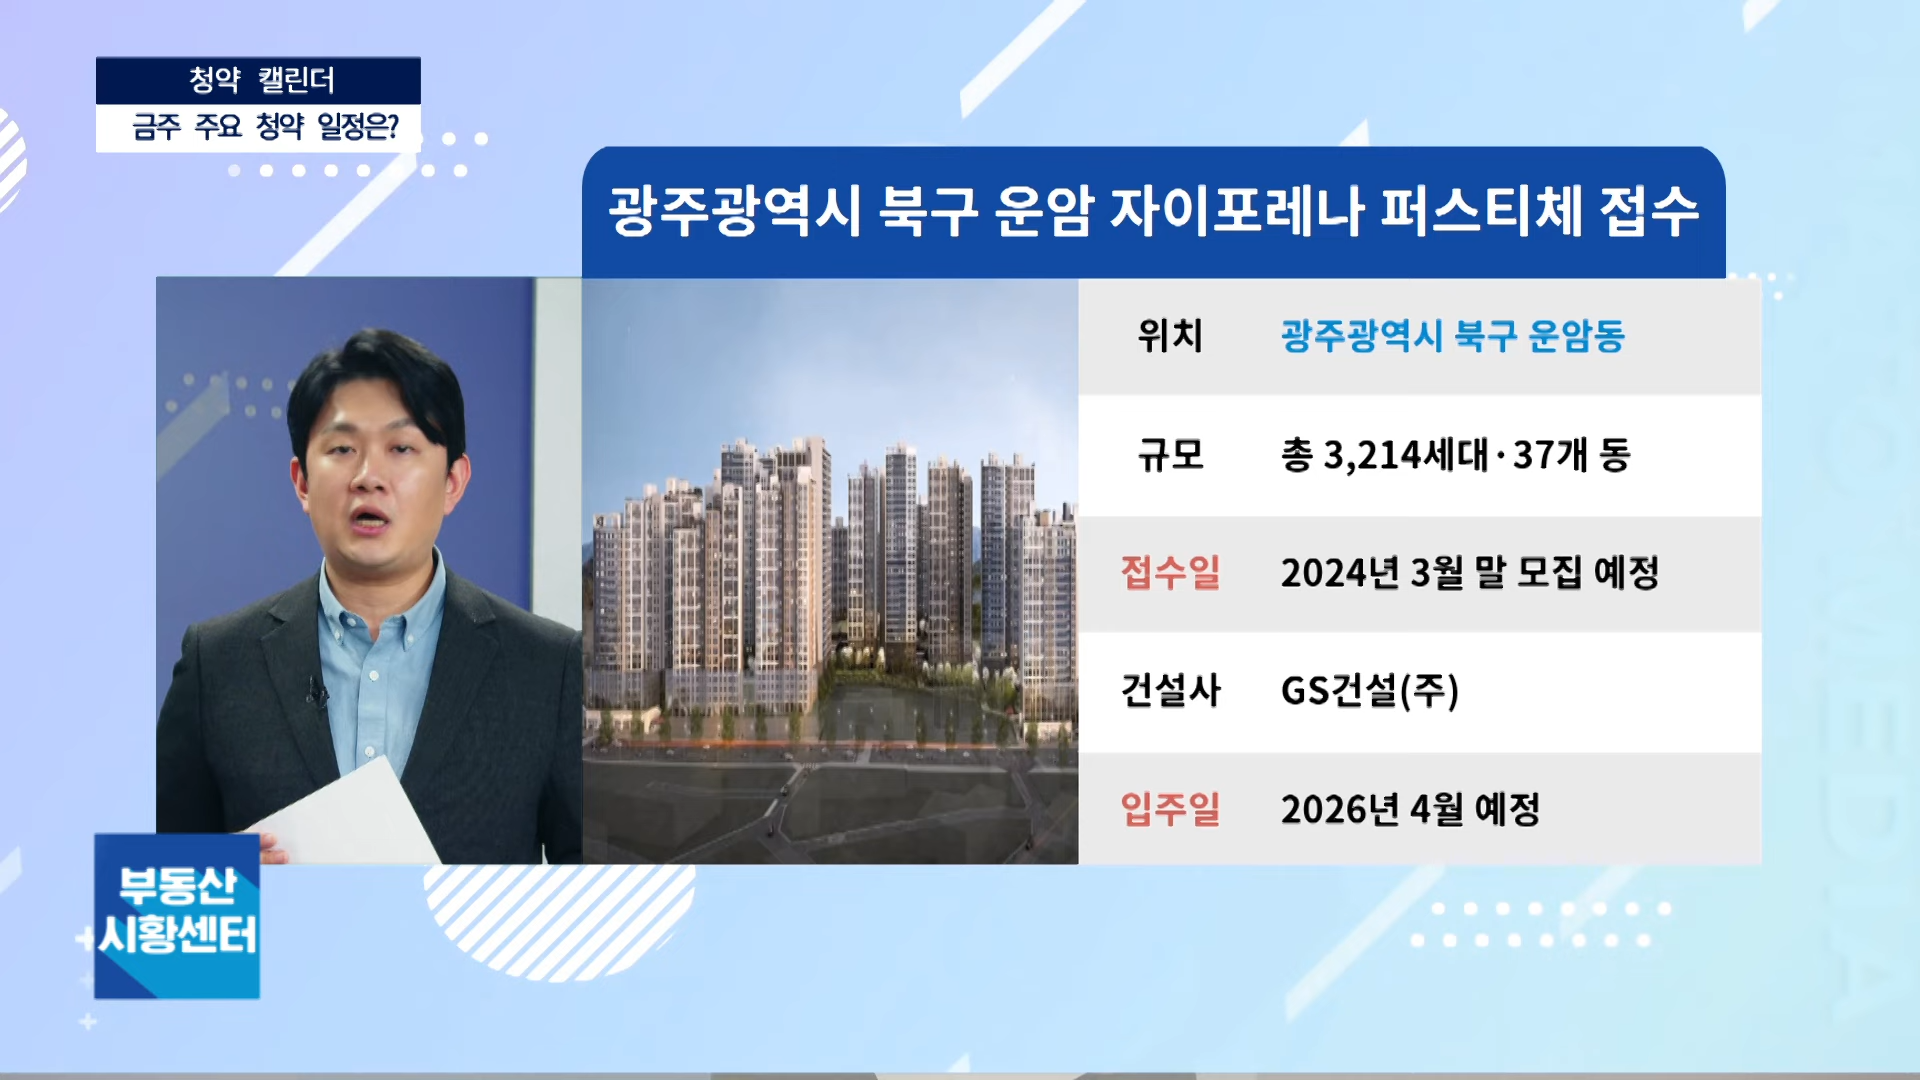 청약 캘린더
금주 주요 청약 일정은?
광주광역시 북구 운암 자이포레나 퍼스티체 접수
위치 광주광역시 북구 운암동
규모 총 3,214세대·37개 동
접수일 2024년 3월 말 모집 예정
건설사 GS건설(주)
입주일 2026년 4월 예정
부동산
시황센터